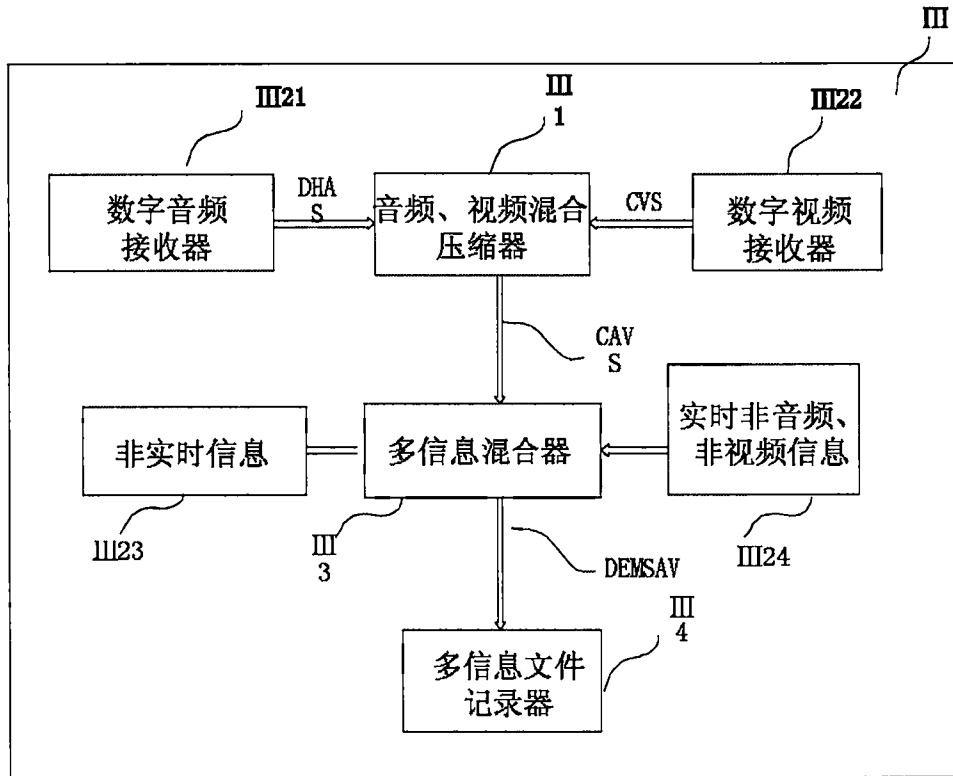 III
III21
III
1
III22
数字音频
接收器
DHA
S
音频、视频混合
压缩器
CVS
数字视频
接收器
CAV
S
非实时信息
多信息混合器
实时非音频、
非视频信息
III23
III
3
III24
DEMSAV
III
4
多信息文件
记录器